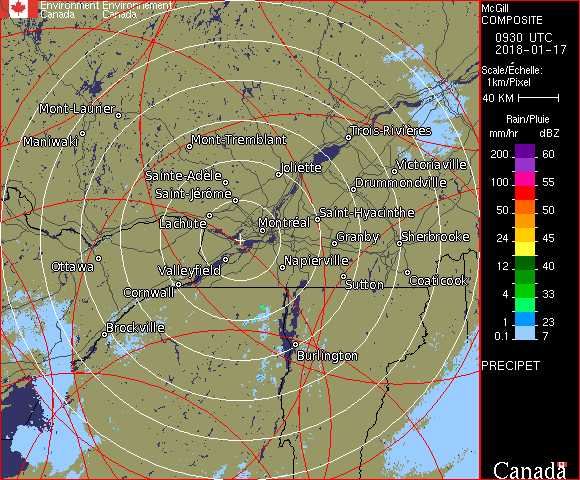 Environment Environnement
Canada Canada
Mont-Laurier
Maniwaki
Mont-Tremblant
Trois-Rivières
Sainte-Adèle
Joliette
Victoriaville
Saint-Jérôme
Drummondville
Lachute
Montréal
Saint-Hyacinthe
Granby
Sherbrooke
Ottawa
Valleyfield
Napierville
Cornwall
Sutton
Coaticook
Brockville
Burlington
McGill
COMPOSITE
0930 UTC
2018-01-17
Scale/Échelle:
1km/Pixel
40 KM
Rain/Pluie
mm/hr dBZ
200 60
100 55
50 50
24 45
12 40
4 33
1 23
0.1 7
PRECIPET
Canada